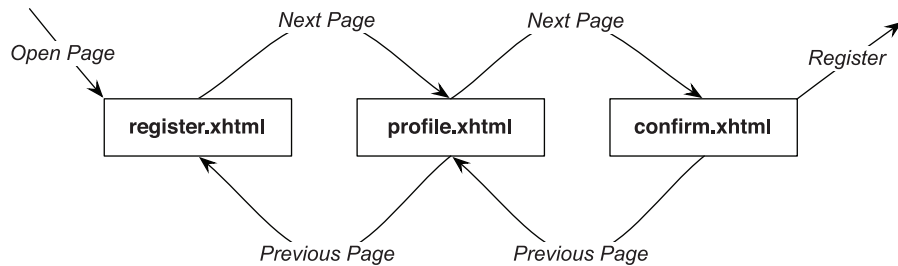 Next Page
Next Page
Open Page
Register
register.xhtml
profile.xhtml
confirm.xhtml
Previous Page
Previous Page